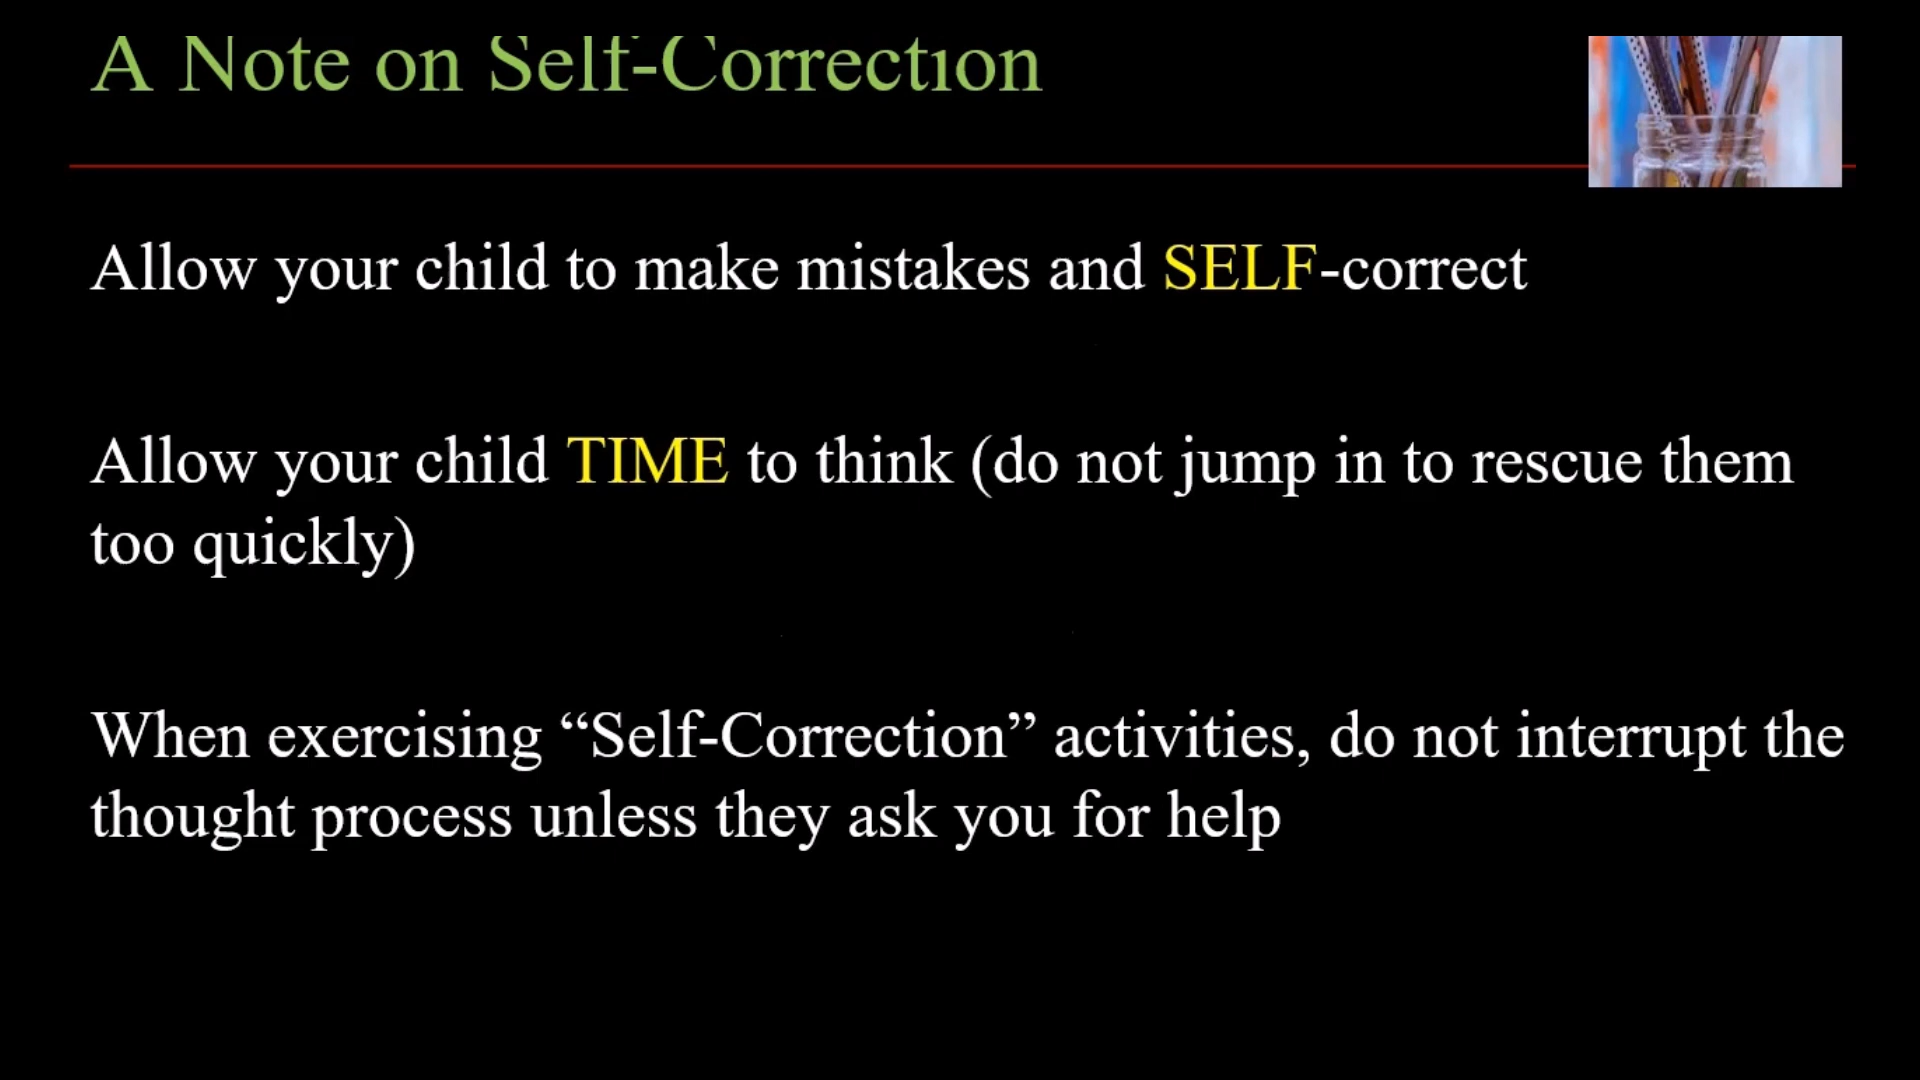 A Note on Self-Correction
Allow your child to make mistakes and SELF-correct
Allow your child TIME to think (do not jump in to rescue them
too quickly)
When exercising “Self-Correction” activities, do not interrupt the
thought process unless they ask you for help